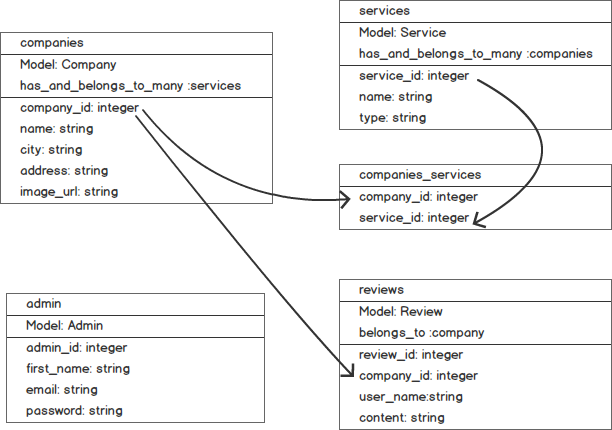 companies
Model: Company
has_and_belongs_to_many :services
company_id: integer
name: string
city: string
address: string
image_url: string
services
Model: Service
has_and_belongs_to_many :companies
service_id: integer
name: string
type: string
companies_services
company_id: integer
service_id: integer
admin
Model: Admin
admin_id: integer
first_name: string
email: string
password: string
reviews
Model: Review
belongs_to :company
review_id: integer
company_id: integer
user_name:string
content: string